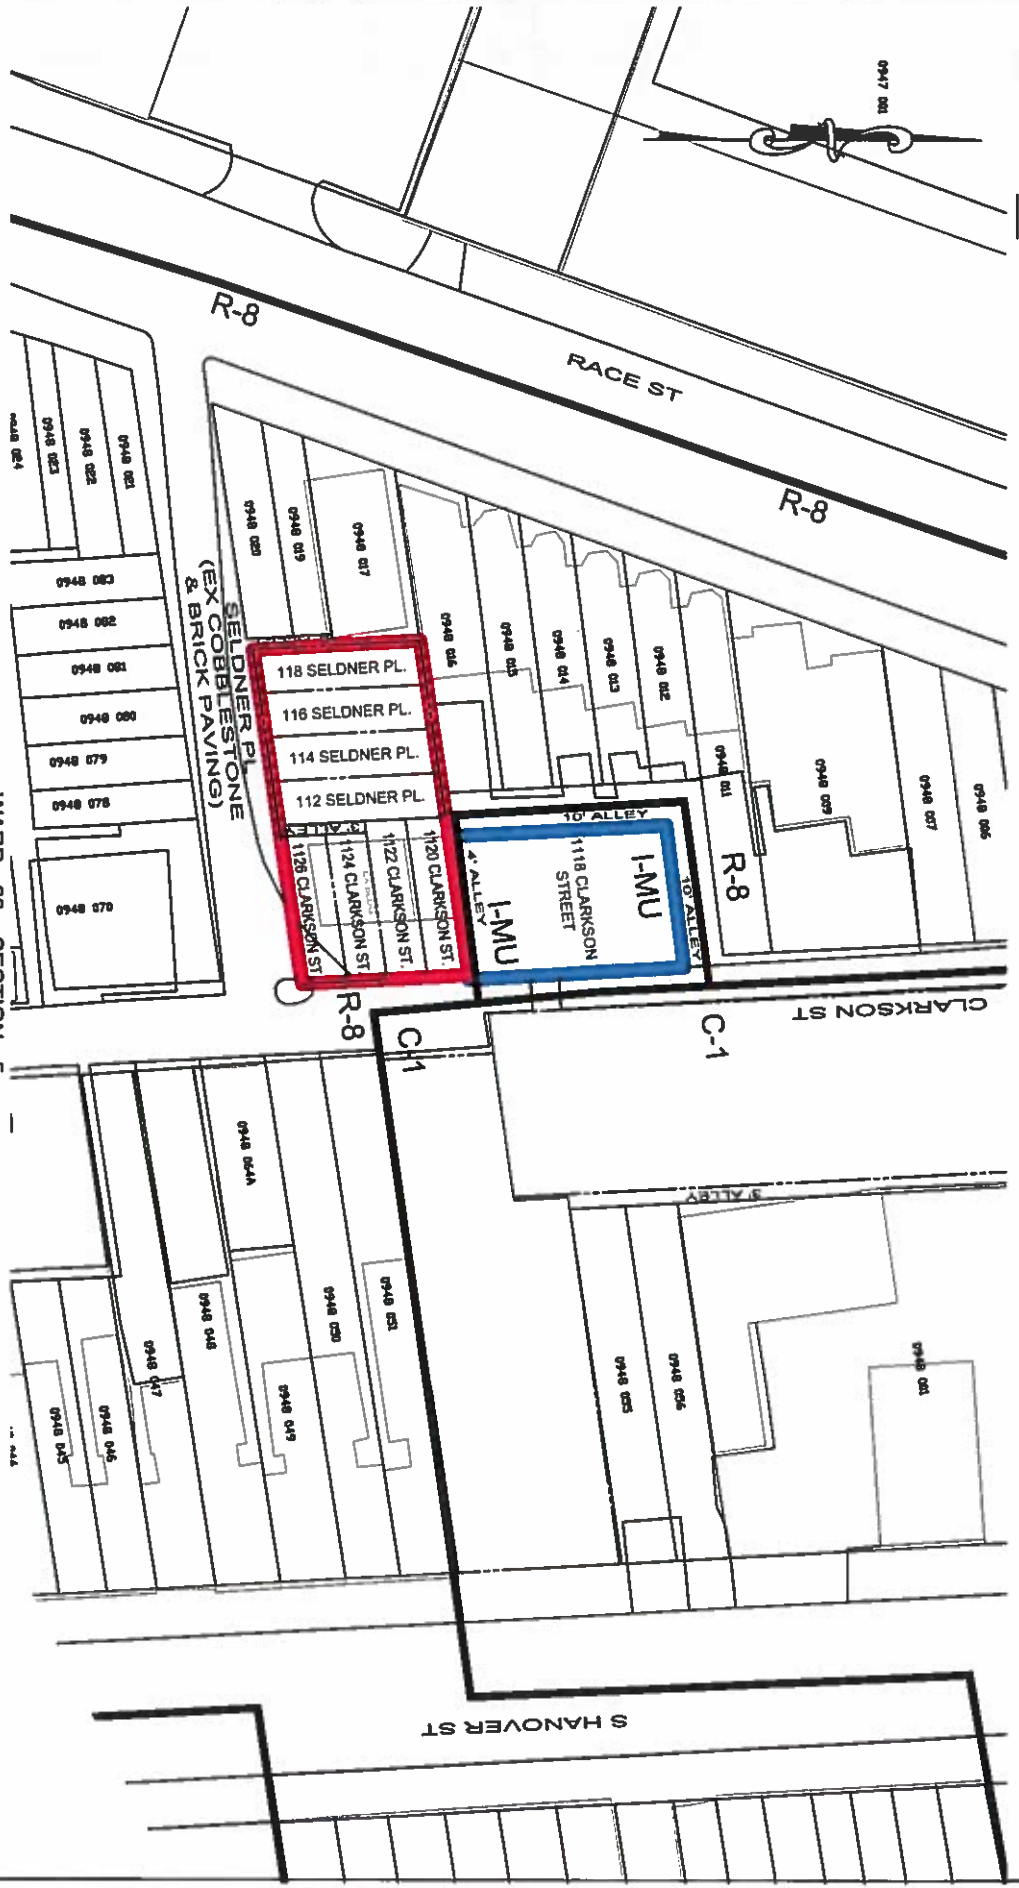 0947 001
R-8
RACE ST
R-8
0948 021
0948 022
0948 023
0948 024
0948 020
0948 019
0948 017
0948 016
0948 015
0948 014
0948 013
0948 012
0948 011
0948 009
0948 007
0948 006
0948 083
0948 082
0948 081
0948 080
0948 079
0948 078
0948 070
SELDNER PL
(EX COBBLESTONE
& BRICK PAVING)
118 SELDNER PL.
116 SELDNER PL.
114 SELDNER PL.
112 SELDNER PL.
3' ALLEY
1126 CLARKSON ST
1124 CLARKSON ST.
1122 CLARKSON ST.
1120 CLARKSON ST.
4' ALLEY
10' ALLEY
10' ALLEY
1118 CLARKSON
STREET
I-MU
I-MU
R-8
R-8
C-1
C-1
CLARKSON ST
3' ALLEY
0948 064A
0948 051
0948 050
0948 049
0948 048
0948 047
0948 046
0948 045
0948 055
0948 056
0948 001
S HANOVER ST